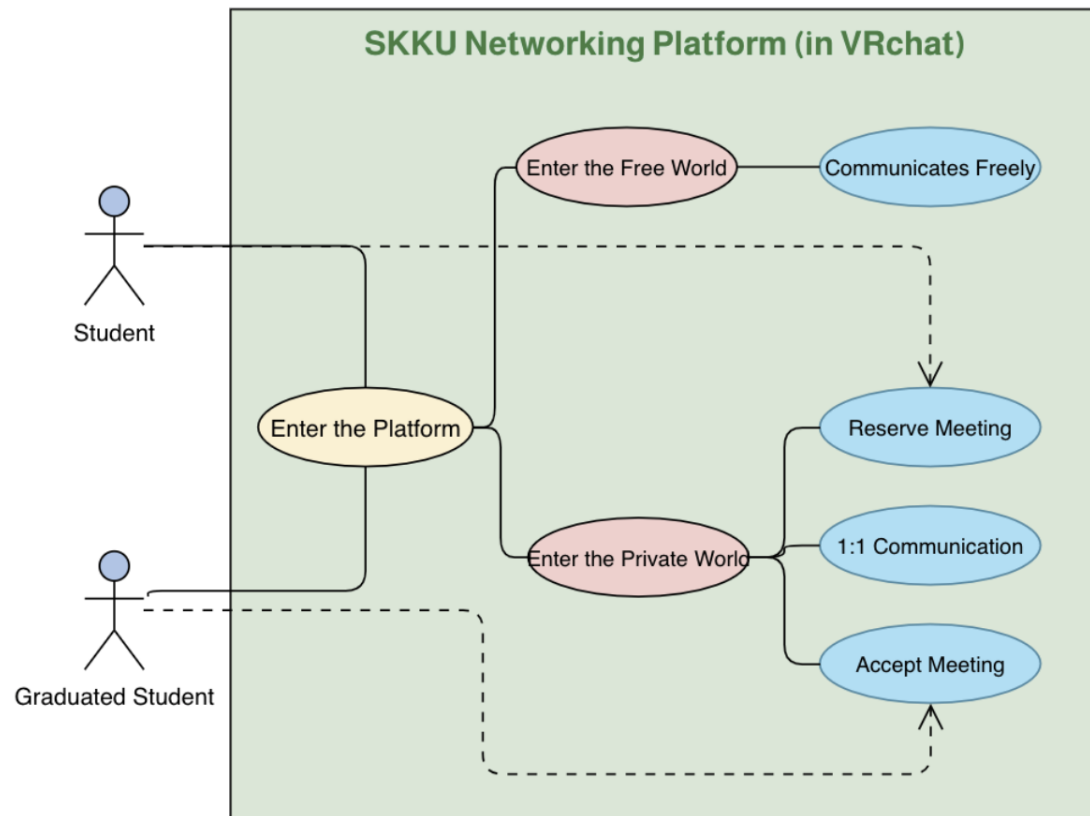 SKKU Networking Platform (in VRchat)
Enter the Free World
Communicates Freely
Student
Enter the Platform
Reserve Meeting
Enter the Private World
1:1 Communication
Accept Meeting
Graduated Student